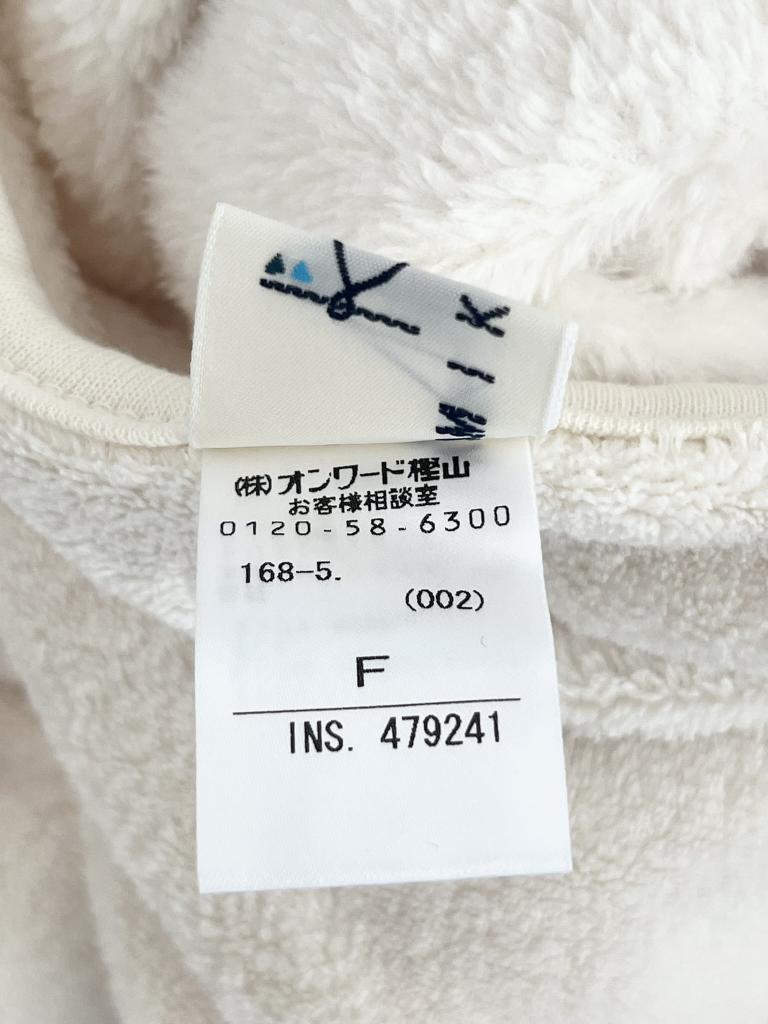 MIK
(株)オンワード樫山
お客様相談室
0120-58-6300
168-5.
(002)
F
INS. 479241